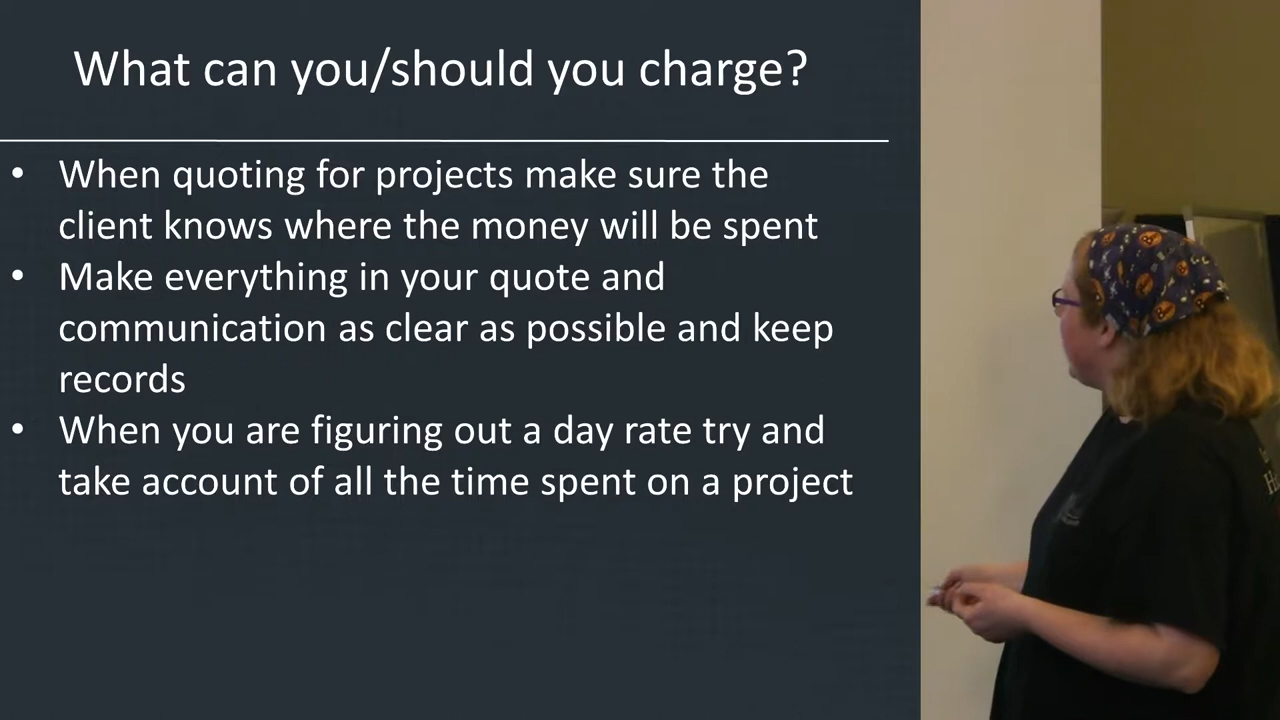 What can you/should you charge?
• When quoting for projects make sure the
client knows where the money will be spent
• Make everything in your quote and
communication as clear as possible and keep
records
• When you are figuring out a day rate try and
take account of all the time spent on a project